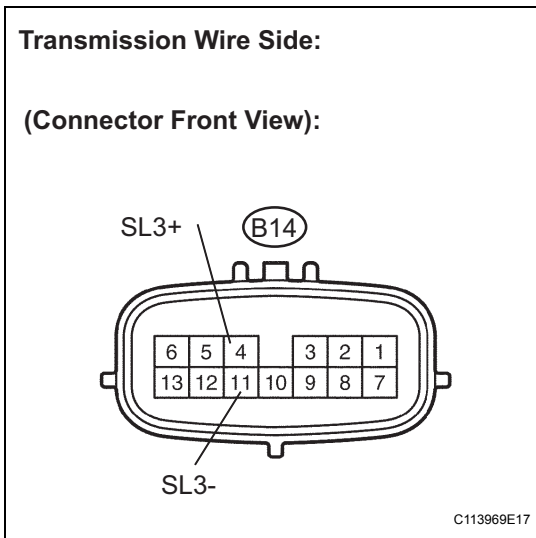 Transmission Wire Side:
(Connector Front View):
SL3+ B14
6 5 4 3 2 1
13 12 11 10 9 8 7
SL3-
C113969E17